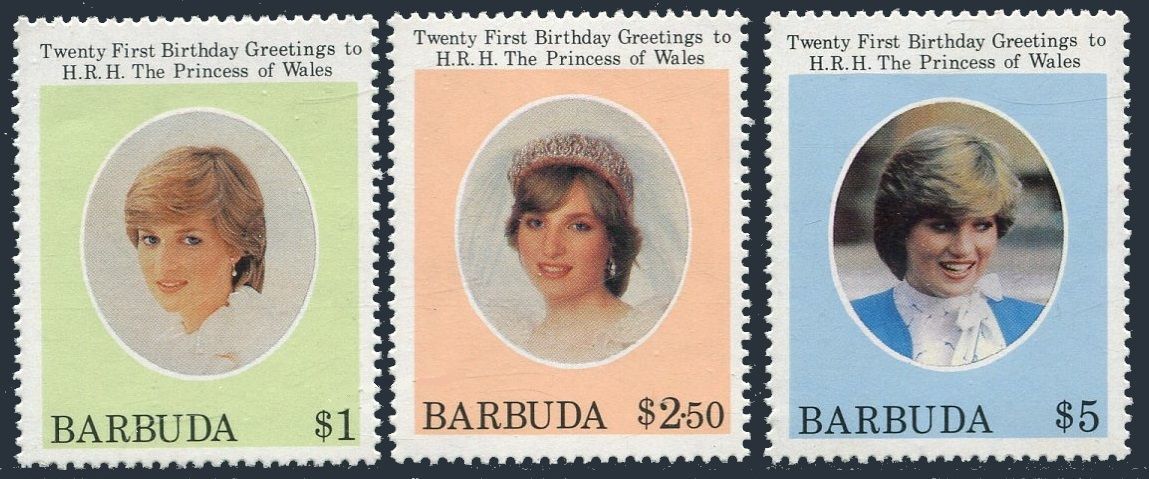 Twenty First Birthday Greetings to
H.R.H. The Princess of Wales
BARBUDA $1
Twenty First Birthday Greetings to
H.R.H. The Princess of Wales
BARBUDA $2·50
Twenty First Birthday Greetings to
H.R.H. The Princess of Wales
BARBUDA $5